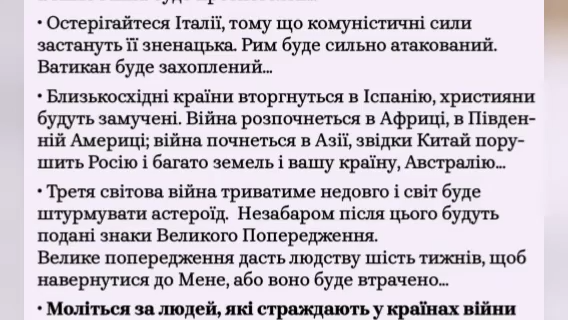 • Остерігайтеся Італії, тому що комуністичні сили
застануть її зненацька. Рим буде сильно атакований.
Ватикан буде захоплений...
• Близькосхідні країни вторгнуться в Іспанію, християни
будуть замучені. Війна розпочнеться в Африці, в Півден-
ній Америці; війна почнеться в Азії, звідки Китай пору-
шить Росію і багато земель і вашу країну, Австралію...
• Третя світова війна триватиме недовго і світ буде
штурмувати астероїд. Незабаром після цього будуть
подані знаки Великого Попередження.
Велике попередження дасть людству шість тижнів, щоб
навернутися до Мене, або воно буде втрачено...
• Моліться за людей, які страждають у країнах війни